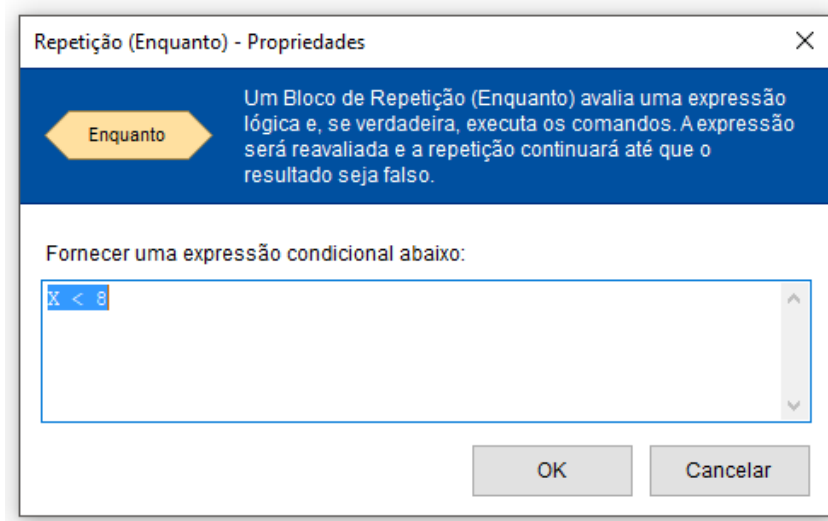 Repetição (Enquanto) - Propriedades
Enquanto
Um Bloco de Repetição (Enquanto) avalia uma expressão
lógica e, se verdadeira, executa os comandos. A expressão
será reavaliada e a repetição continuará até que o
resultado seja falso.
Fornecer uma expressão condicional abaixo:
X < 8
OK
Cancelar